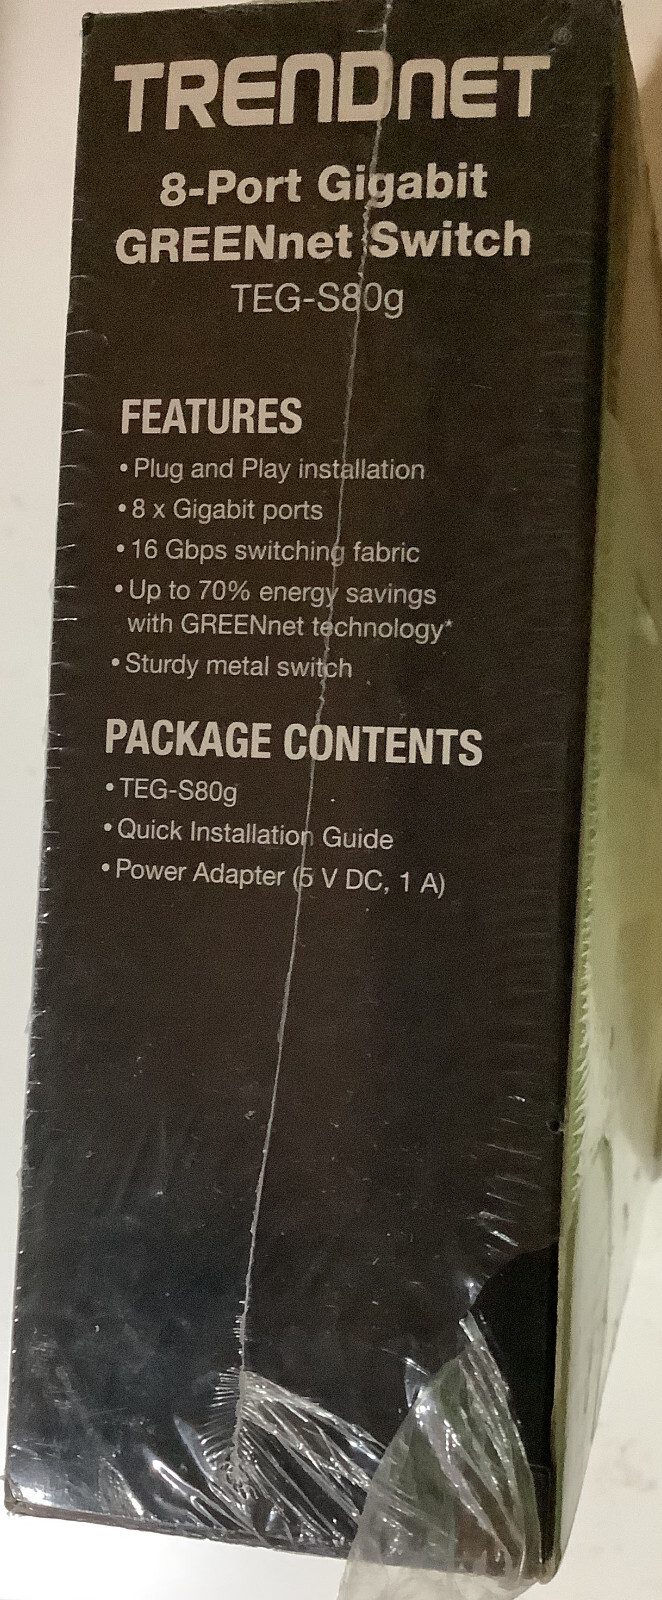 TRENDNET®
8-Port Gigabit
GREENnet Switch
TEG-S80g
FEATURES
• Plug and Play installation
• 8 x Gigabit ports
• 16 Gbps switching fabric
• Up to 70% energy savings
with GREENnet technology*
• Sturdy metal switch
PACKAGE CONTENTS
• TEG-S80g
• Quick Installation Guide
• Power Adapter (5 V DC, 1 A)